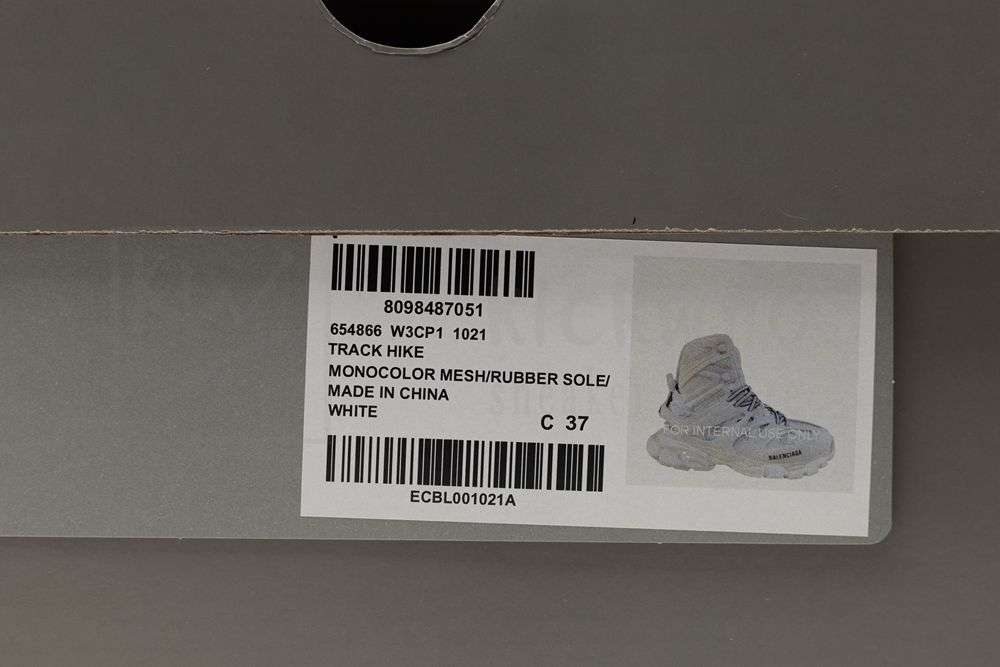 8098487051
654866 W3CP1 1021
TRACK HIKE
MONOCOLOR MESH/RUBBER SOLE/
MADE IN CHINA
WHITE
C 37
ECBL001021A
FOR INTERNAL USE ONLY
BALENCIAGA